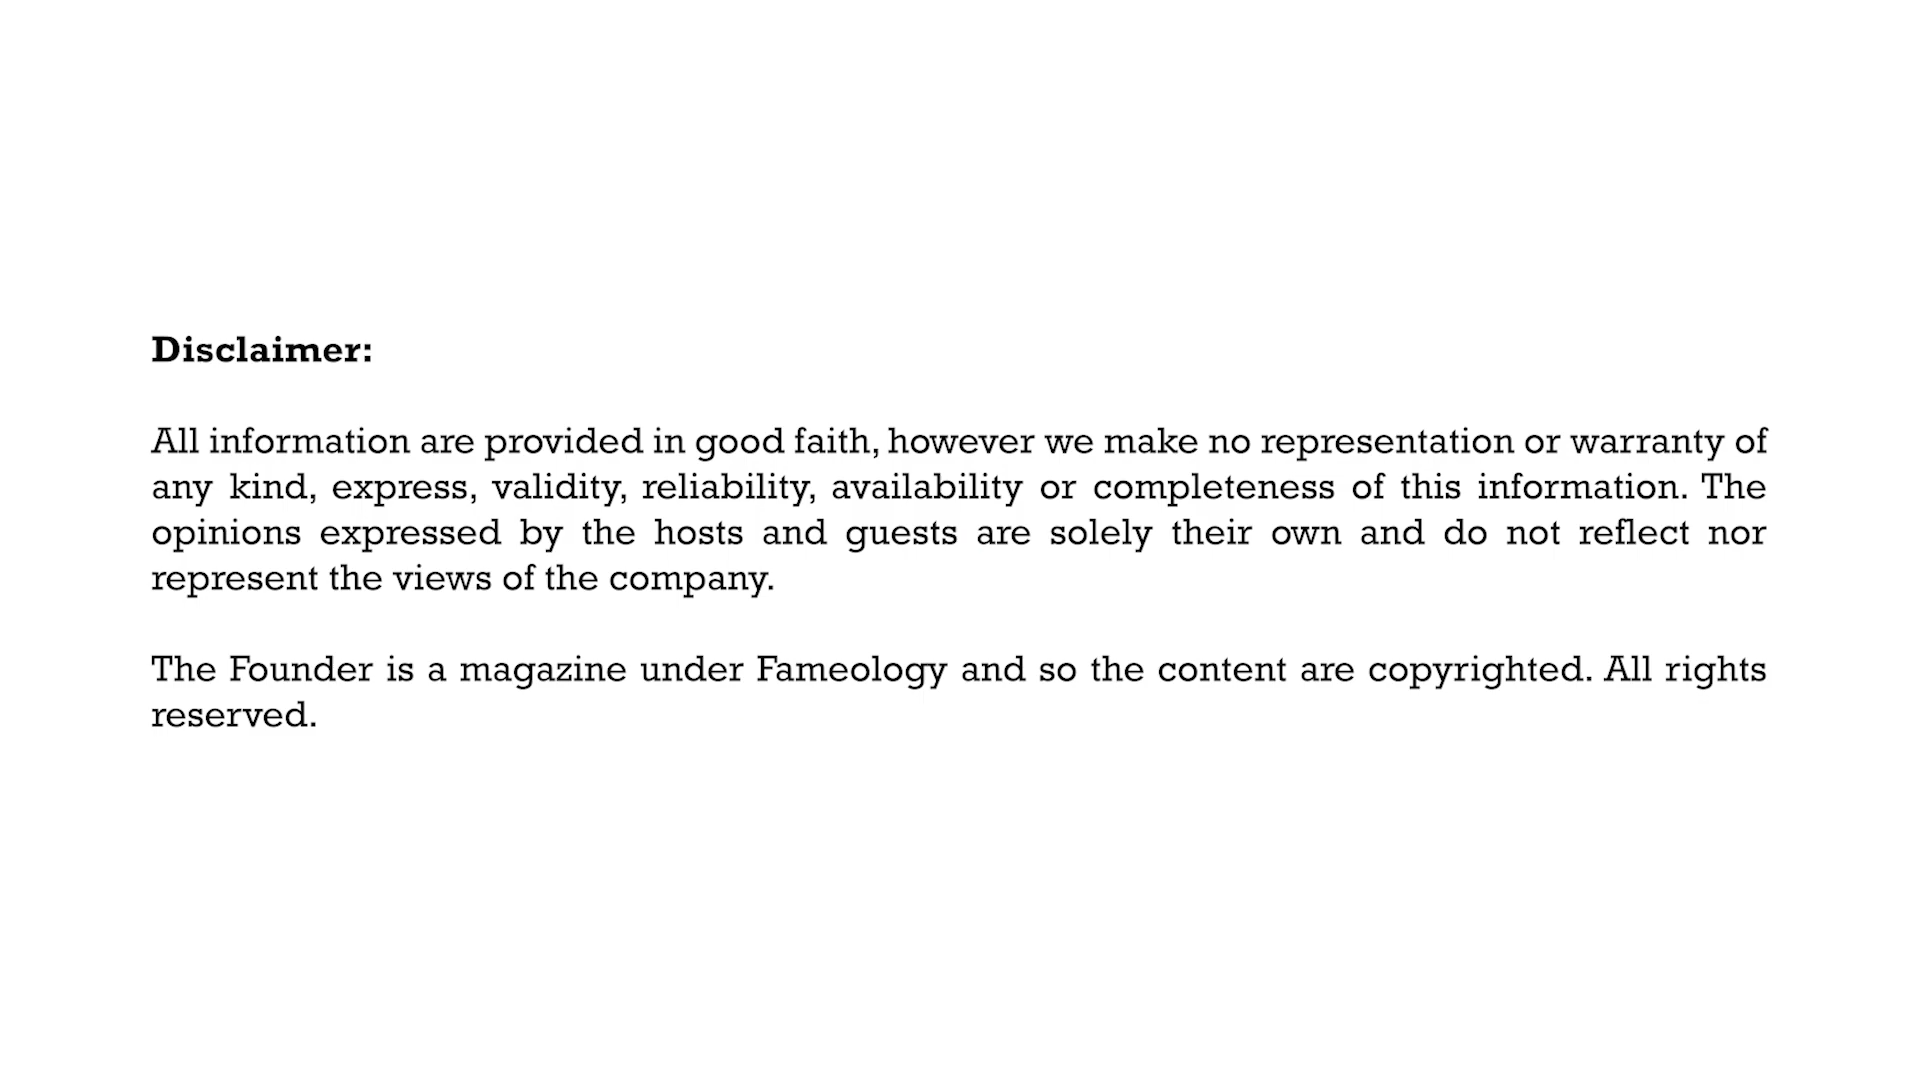 Disclaimer:
All information are provided in good faith, however we make no representation or warranty of
any kind, express, validity, reliability, availability or completeness of this information. The
opinions expressed by the hosts and guests are solely their own and do not reflect nor
represent the views of the company.
The Founder is a magazine under Fameology and so the content are copyrighted. All rights
reserved.